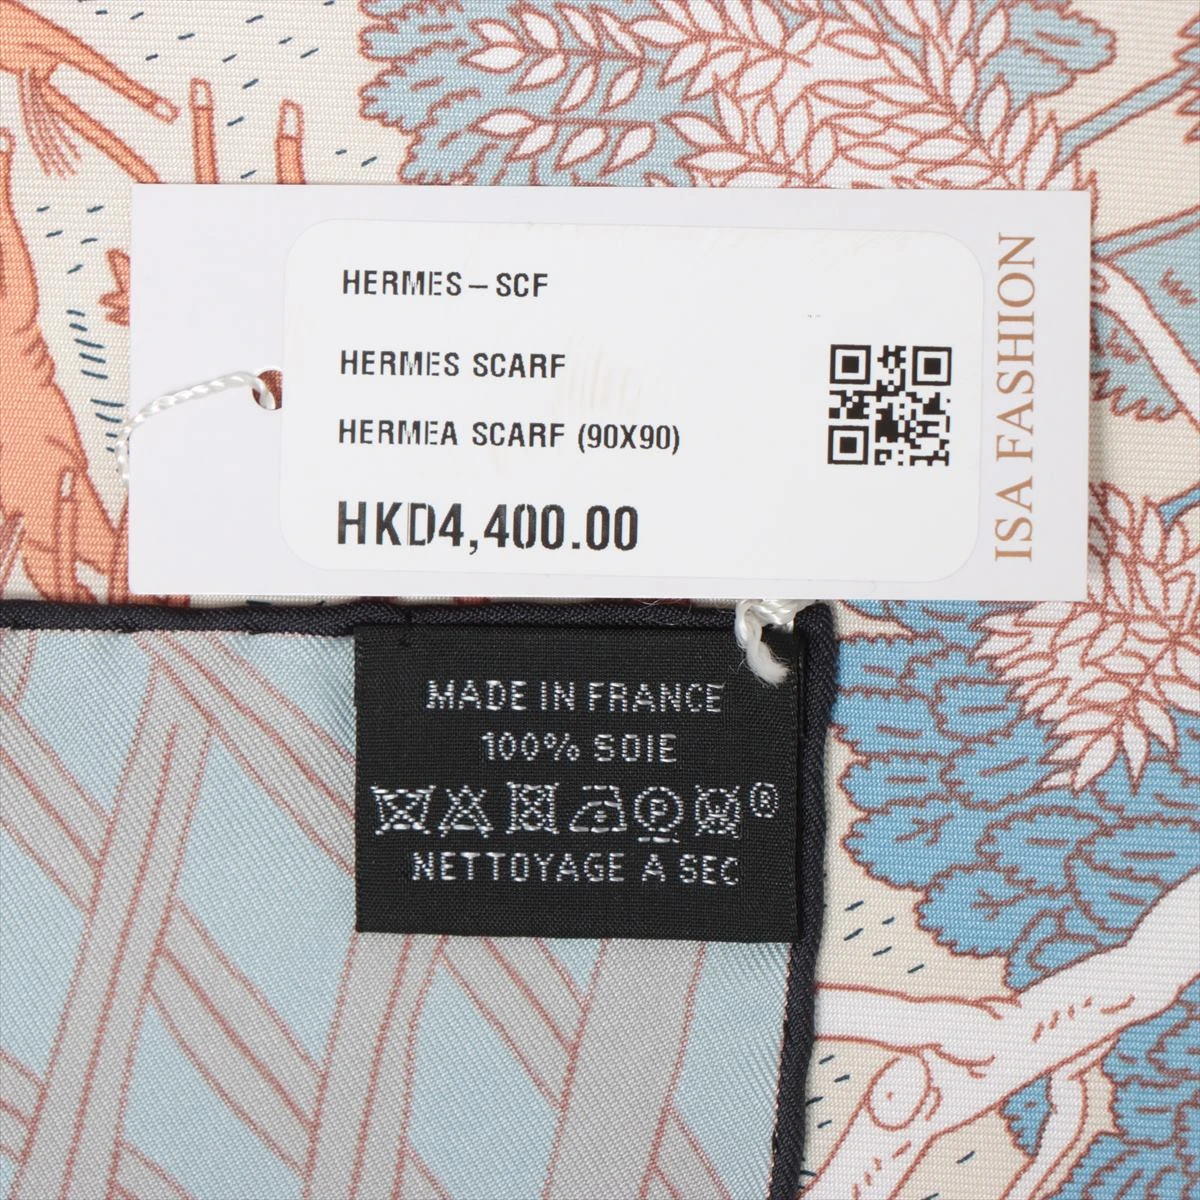 HERMES-SCF
HERMES SCARF
HERMEA SCARF (90X90)
HKD4,400.00
ISA FASHION
MADE IN FRANCE
100% SOIE
P
®
NETTOYAGE A SEC